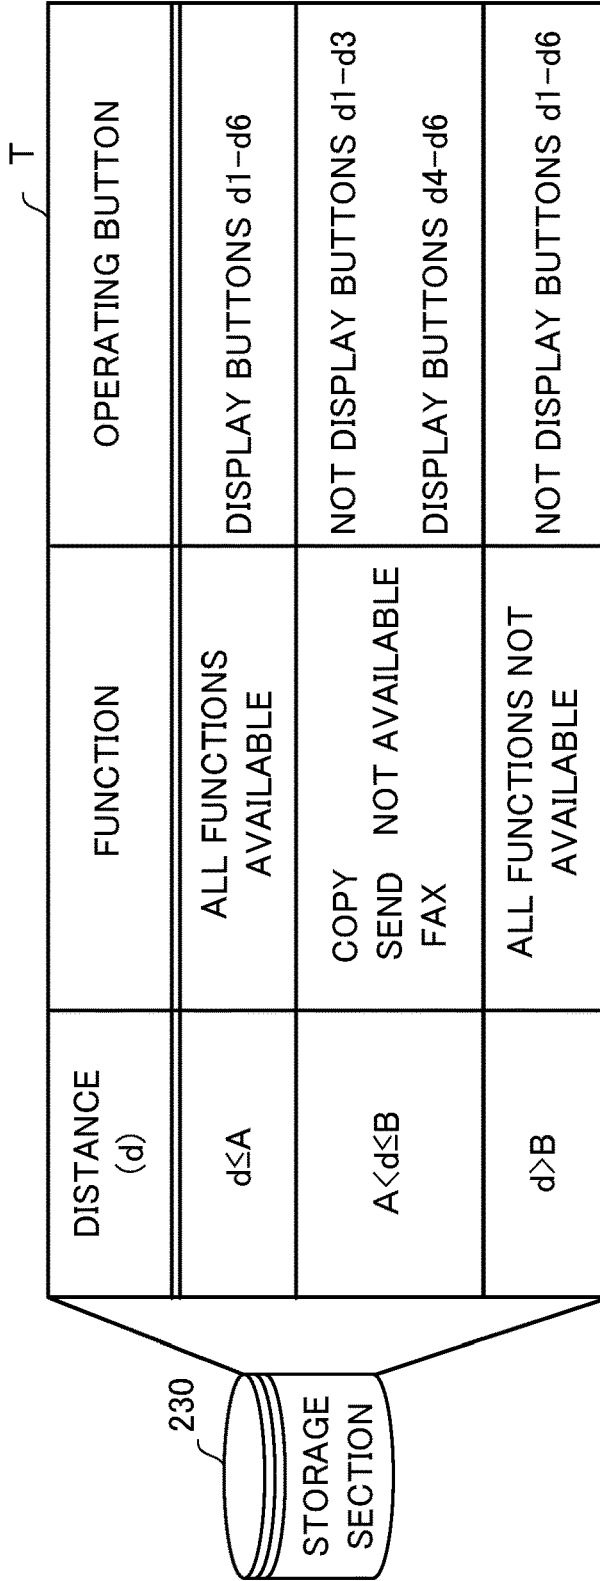 230
STORAGE
SECTION
T
DISTANCE
(d)
FUNCTION
OPERATING BUTTON
d≦A
ALL FUNCTIONS
AVAILABLE
DISPLAY BUTTONS d1-d6
A<d≦B
COPY
SEND NOT AVAILABLE
FAX
NOT DISPLAY BUTTONS d1-d3
DISPLAY BUTTONS d4-d6
d>B
ALL FUNCTIONS NOT
AVAILABLE
NOT DISPLAY BUTTONS d1-d6